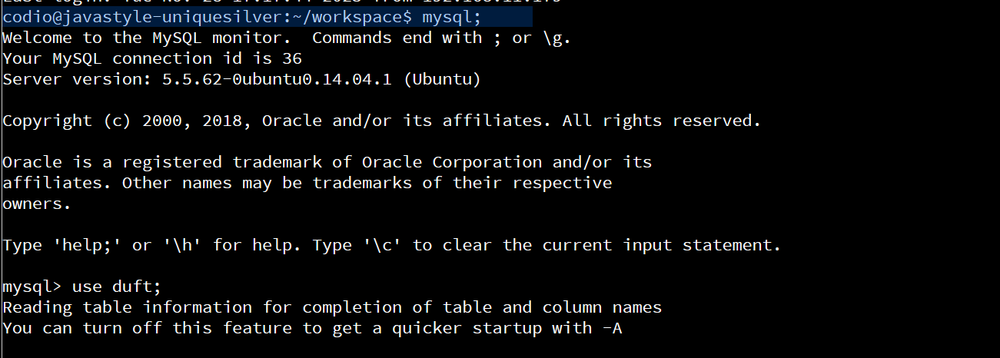 codio@javastyle-uniquesilver:~/workspace$ mysql;
Welcome to the MySQL monitor.  Commands end with ; or \g.
Your MySQL connection id is 36
Server version: 5.5.62-0ubuntu0.14.04.1 (Ubuntu)
Copyright (c) 2000, 2018, Oracle and/or its affiliates. All rights reserved.
Oracle is a registered trademark of Oracle Corporation and/or its
affiliates. Other names may be trademarks of their respective
owners.
Type 'help;' or '\h' for help. Type '\c' to clear the current input statement.
mysql> use duft;
Reading table information for completion of table and column names
You can turn off this feature to get a quicker startup with -A